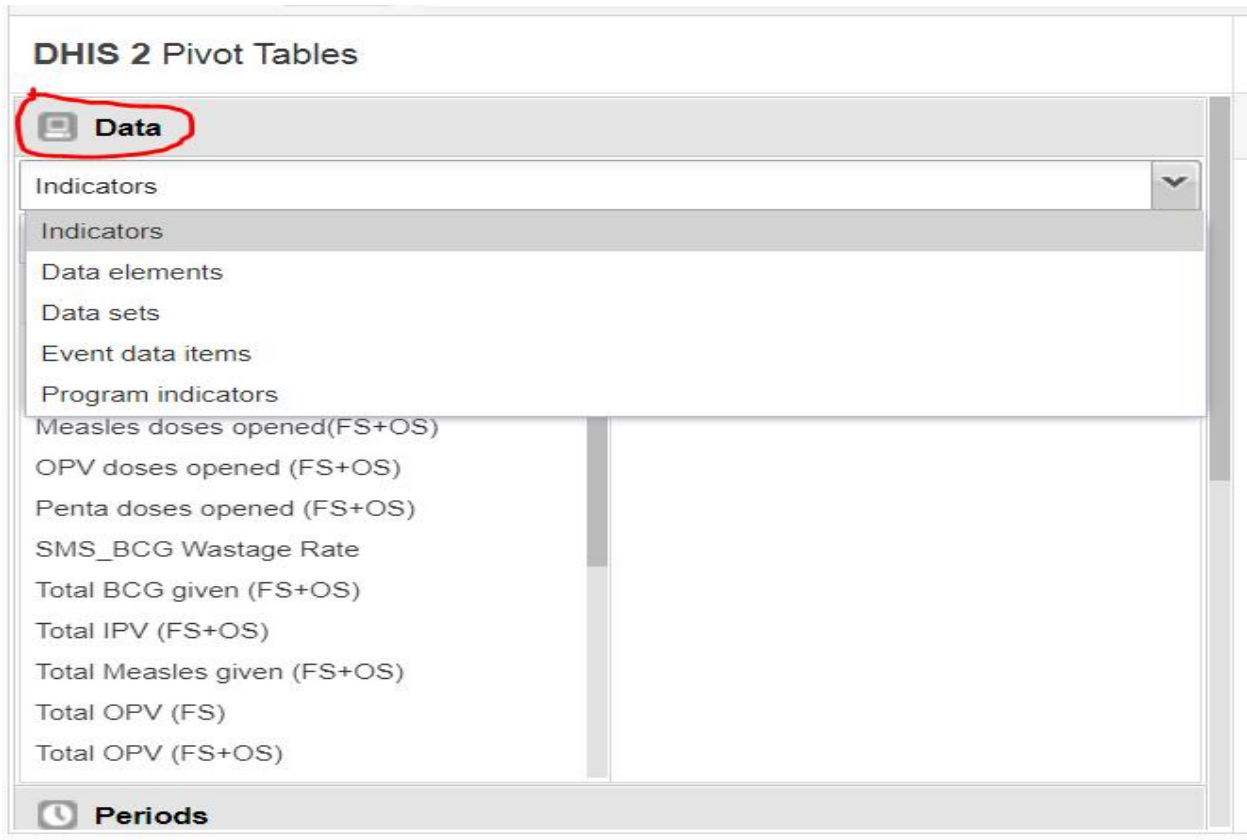 DHIS 2 Pivot Tables
Data
Indicators
Indicators
Data elements
Data sets
Event data items
Program indicators
Measles doses opened(FS+OS)
OPV doses opened (FS+OS)
Penta doses opened (FS+OS)
SMS_BCG Wastage Rate
Total BCG given (FS+OS)
Total IPV (FS+OS)
Total Measles given (FS+OS)
Total OPV (FS)
Total OPV (FS+OS)
Periods